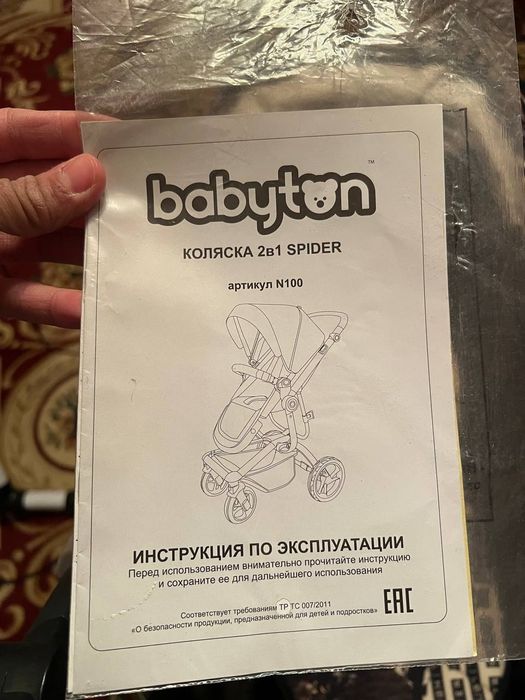 babyton
™
КОЛЯСКА 2в1 SPIDER
артикул N100
ИНСТРУКЦИЯ ПО ЭКСПЛУАТАЦИИ
Перед использованием внимательно прочитайте инструкцию
и сохраните ее для дальнейшего использования
Соответствует требованиям ТР ТС 007/2011
«О безопасности продукции, предназначенной для детей и подростков»
EAC